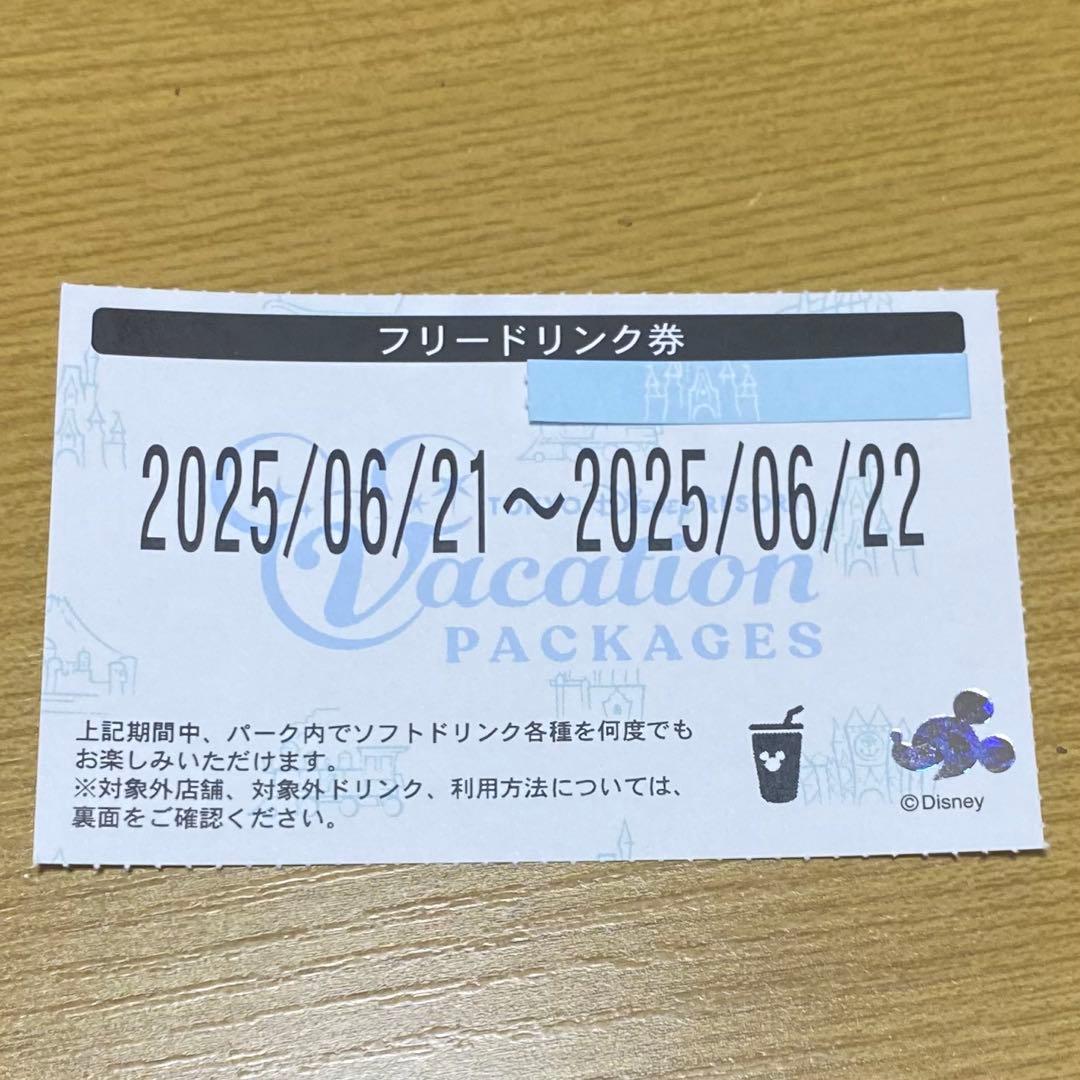 フリードリンク券
2025/06/21～2025/06/22
TOKYO Disney RESORT
Vacation
PACKAGES
上記期間中、パーク内でソフトドリンク各種を何度でも
お楽しみいただけます。
※対象外店舗、対象外ドリンク、利用方法については、
裏面をご確認ください。
©Disney